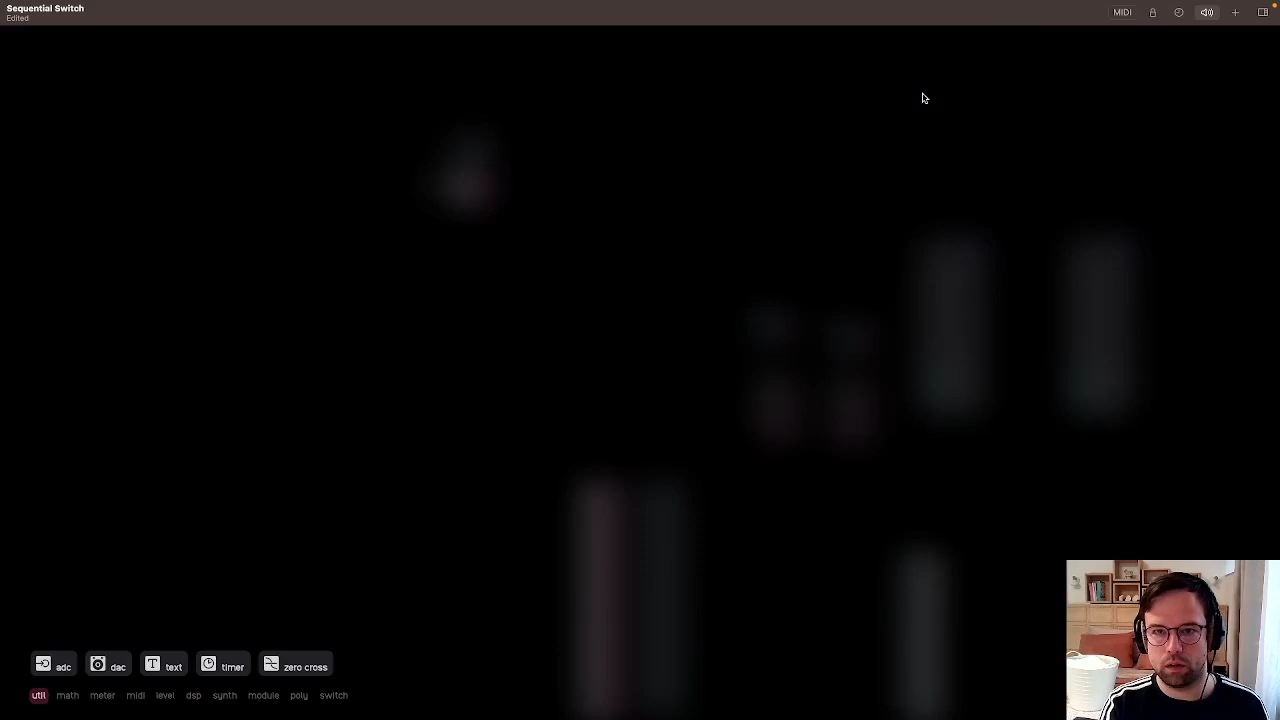 Sequential Switch
Edited
MIDI
adc
dac
T text
timer
zero cross
util math meter midi level dsp synth module poly switch